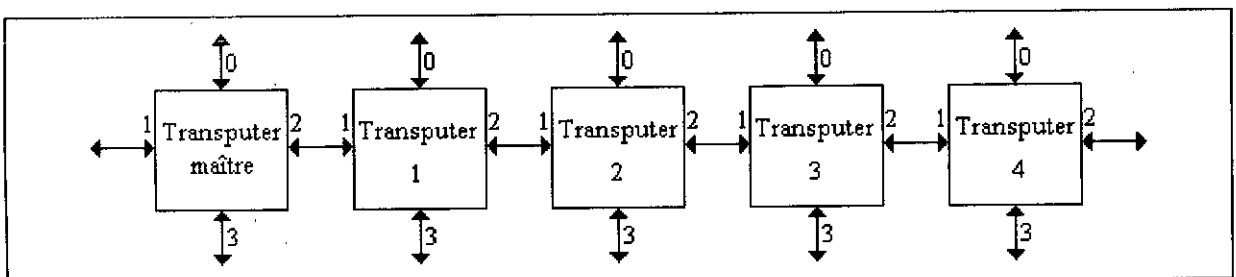 0 0 0 0 0
1 Transputer 2 1 Transputer 2 1 Transputer 2 1 Transputer 2 1 Transputer 2
maître 1 2 3 4
3 3 3 3 3